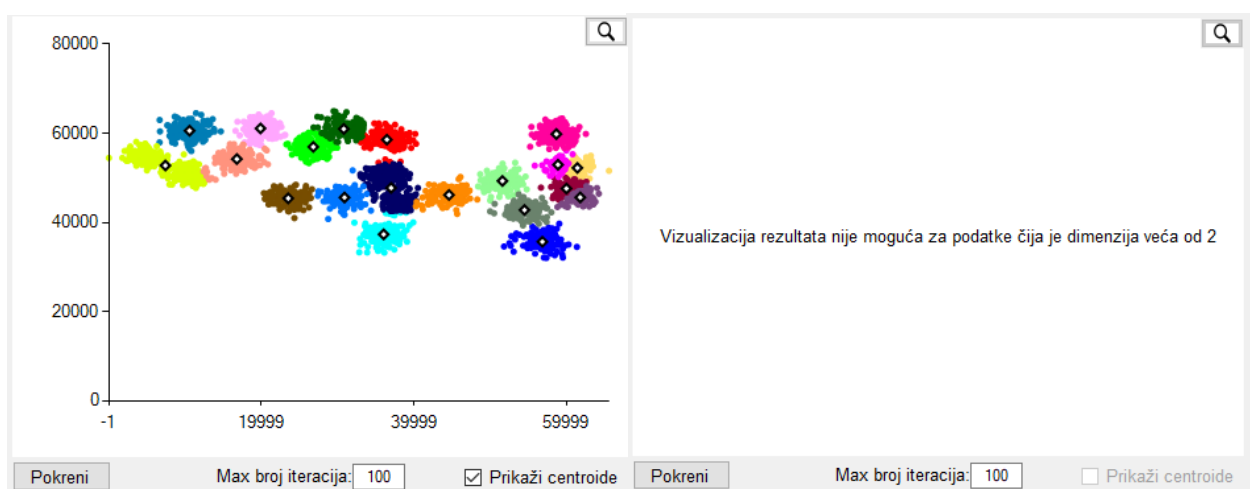 80000
60000
40000
20000
0
-1 19999 39999 59999
Pokreni Max broj iteracija: 100 Prikaži centroide
Vizualizacija rezultata nije moguća za podatke čija je dimenzija veća od 2
Pokreni Max broj iteracija: 100 Prikaži centroide